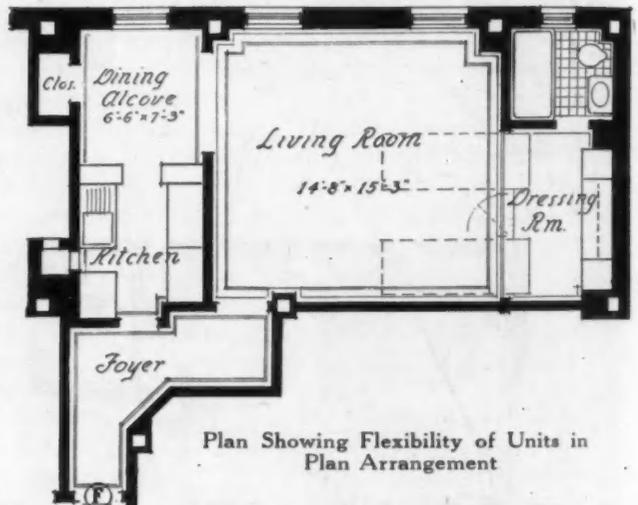 Clos.
Dining
Alcove
6'-6" x 7'-3"
Living Room
14'-8" x 15'-3"
Dressing
Rm.
Kitchen
Foyer
F
Plan Showing Flexibility of Units in
Plan Arrangement